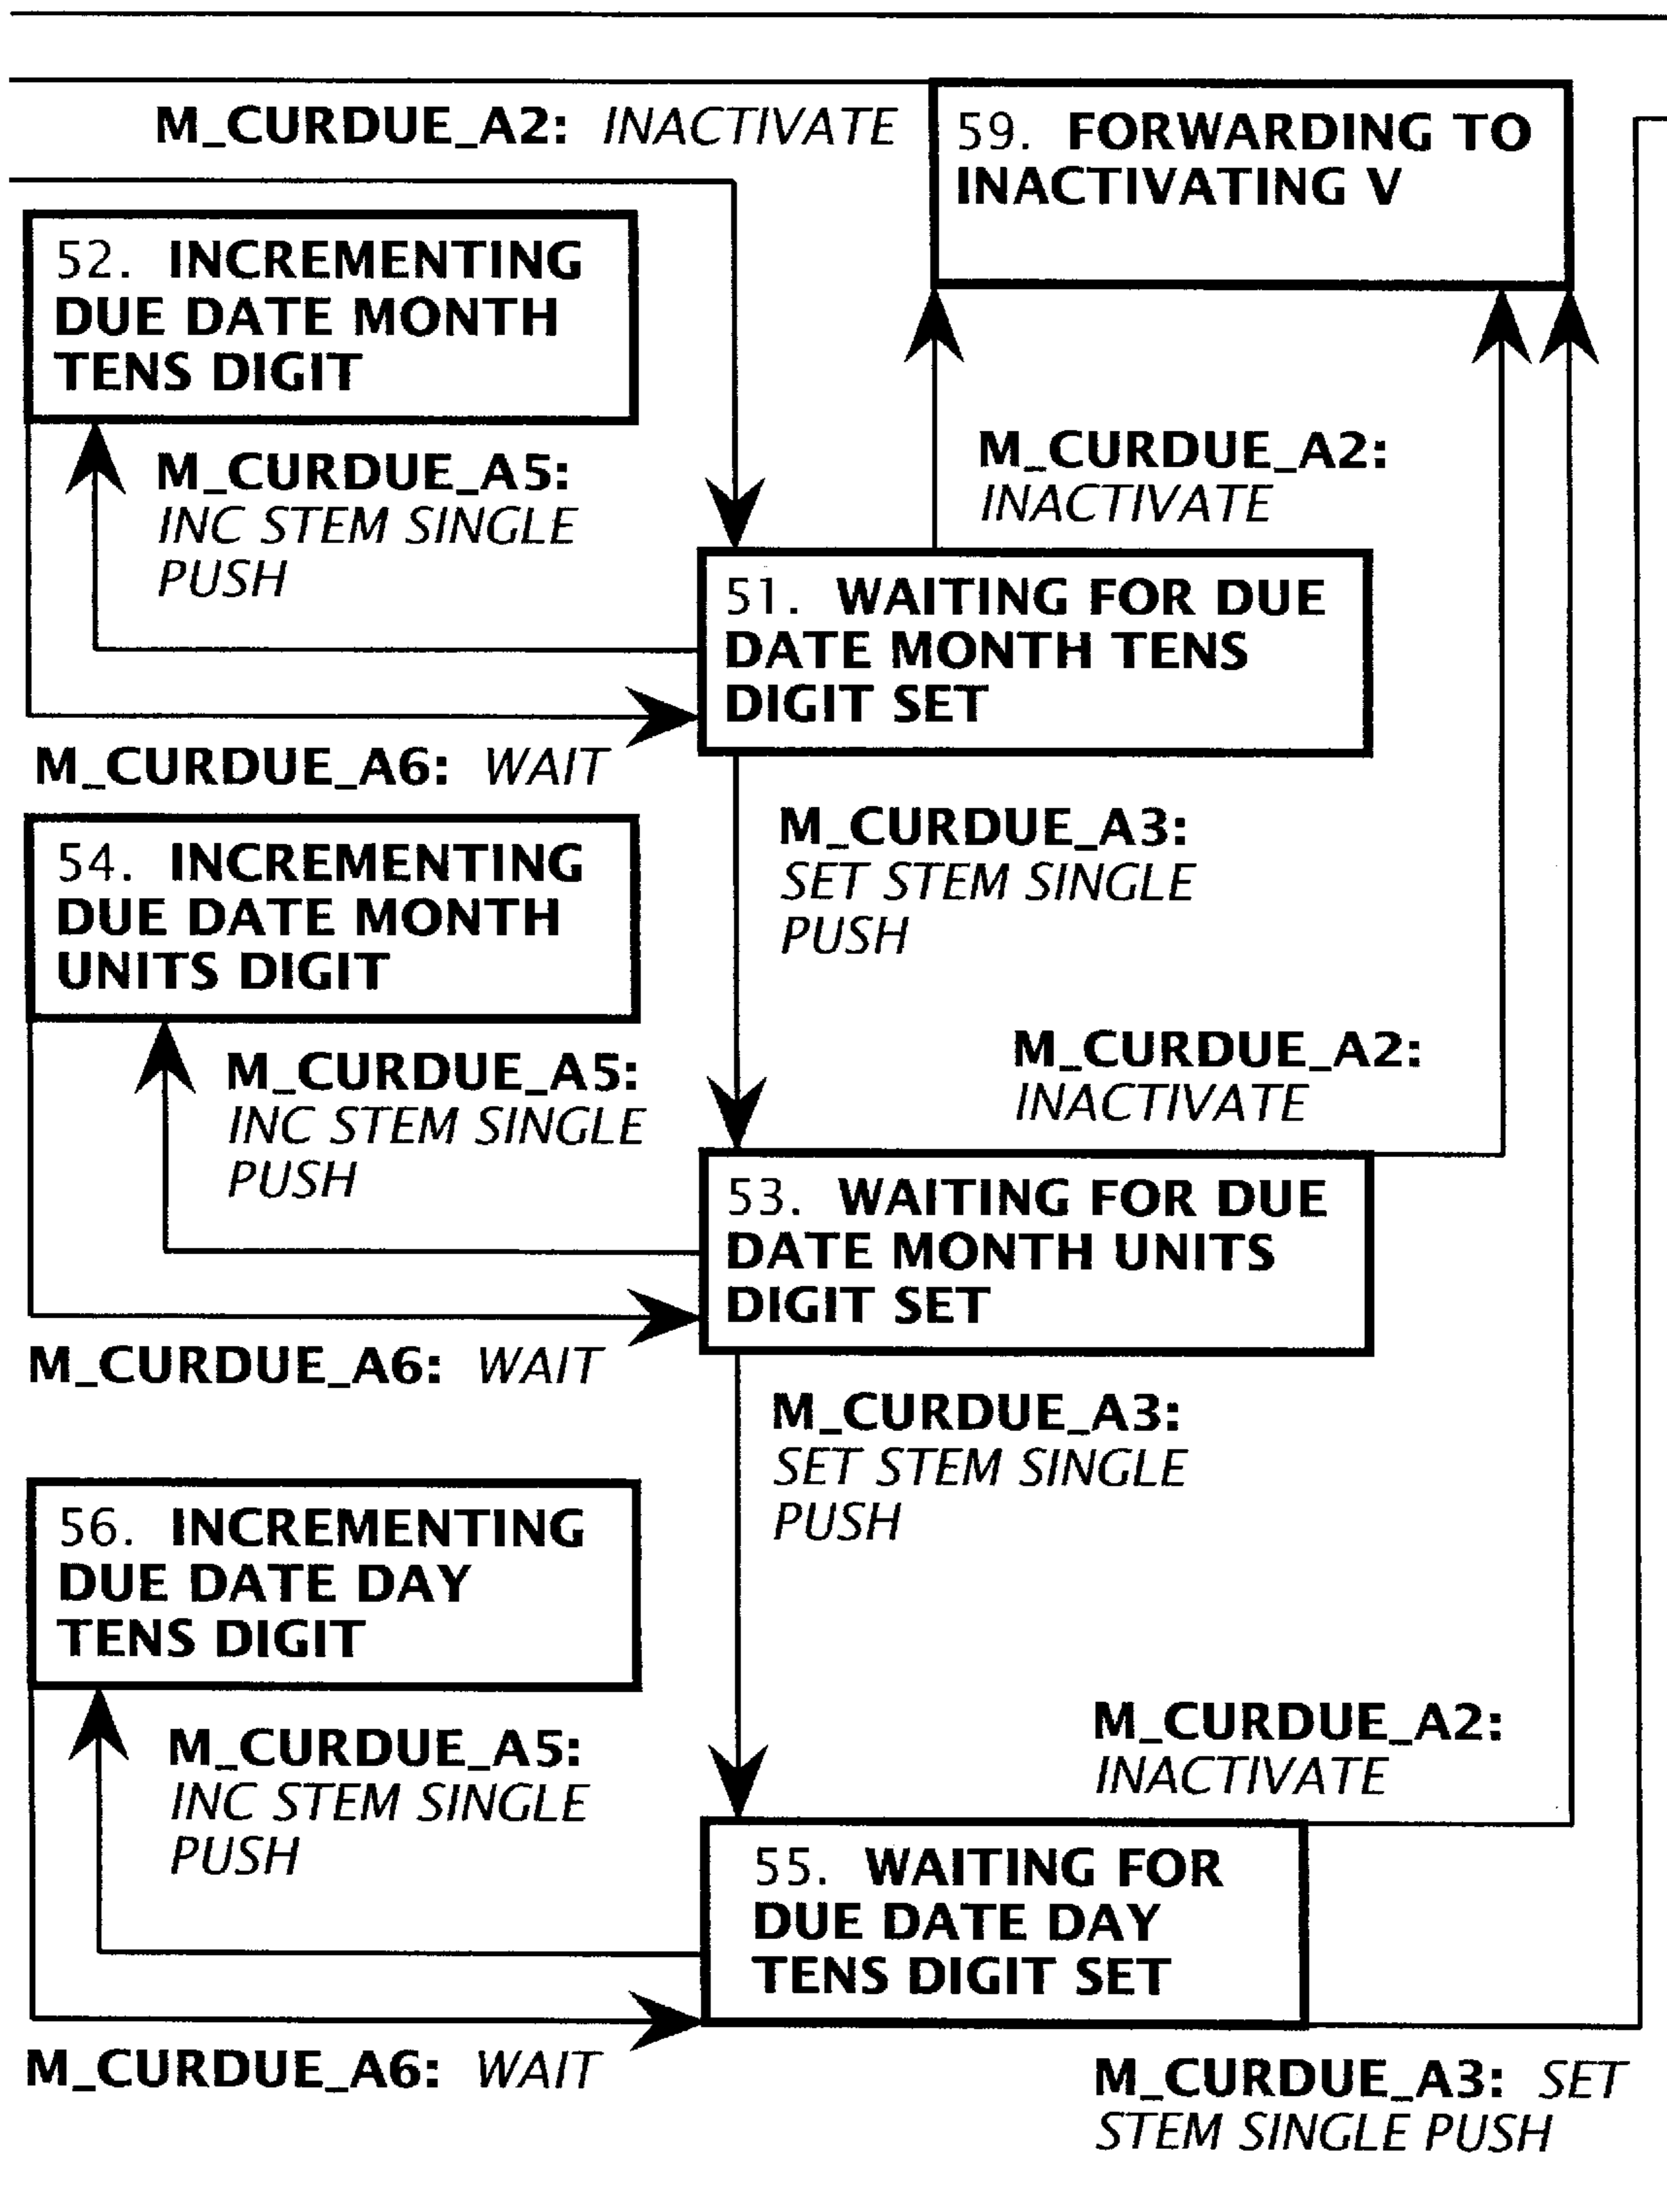 M_CURDUE_A2: INACTIVATE
59. FORWARDING TO
INACTIVATING V
52. INCREMENTING
DUE DATE MONTH
TENS DIGIT
M_CURDUE_A5:
INC STEM SINGLE
PUSH
M_CURDUE_A2:
INACTIVATE
51. WAITING FOR DUE
DATE MONTH TENS
DIGIT SET
M_CURDUE_A6: WAIT
M_CURDUE_A3:
SET STEM SINGLE
PUSH
54. INCREMENTING
DUE DATE MONTH
UNITS DIGIT
M_CURDUE_A5:
INC STEM SINGLE
PUSH
M_CURDUE_A2:
INACTIVATE
53. WAITING FOR DUE
DATE MONTH UNITS
DIGIT SET
M_CURDUE_A6: WAIT
M_CURDUE_A3:
SET STEM SINGLE
PUSH
56. INCREMENTING
DUE DATE DAY
TENS DIGIT
M_CURDUE_A5:
INC STEM SINGLE
PUSH
M_CURDUE_A2:
INACTIVATE
55. WAITING FOR
DUE DATE DAY
TENS DIGIT SET
M_CURDUE_A6: WAIT
M_CURDUE_A3: SET
STEM SINGLE PUSH